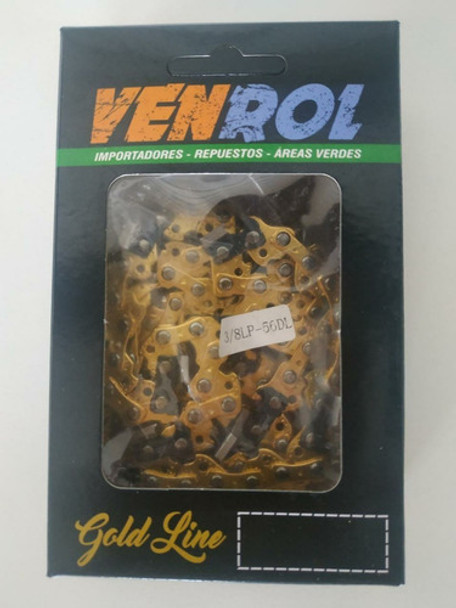 VENROL
IMPORTADORES - REPUESTOS - ÁREAS VERDES
3/8LP-56DL
Gold Line